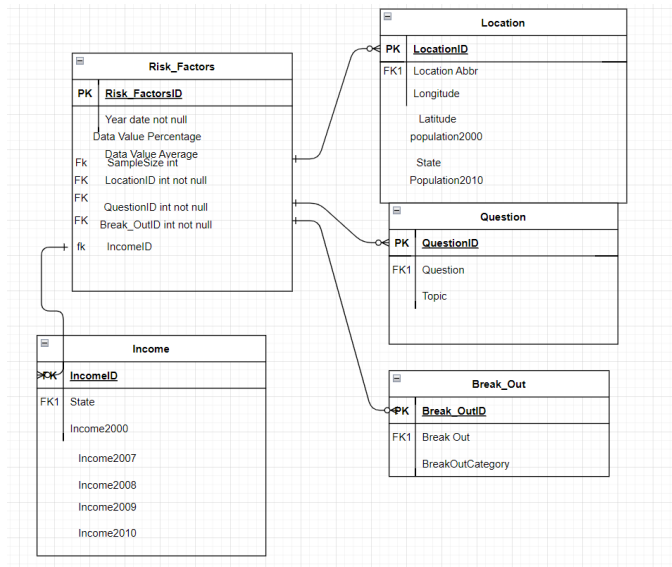 Risk_Factors
PK Risk_FactorsID
Year date not null
Data Value Percentage
Data Value Average
Fk SampleSize int
FK LocationID int not null
FK
QuestionID int not null
FK Break_OutID int not null
fk IncomeID
Location
PK LocationID
FK1 Location Abbr
Longitude
Latitude
population2000
State
Population2010
Question
PK QuestionID
FK1 Question
Topic
Income
PK IncomeID
FK1 State
Income2000
Income2007
Income2008
Income2009
Income2010
Break_Out
PK Break_OutID
FK1 Break Out
BreakOutCategory